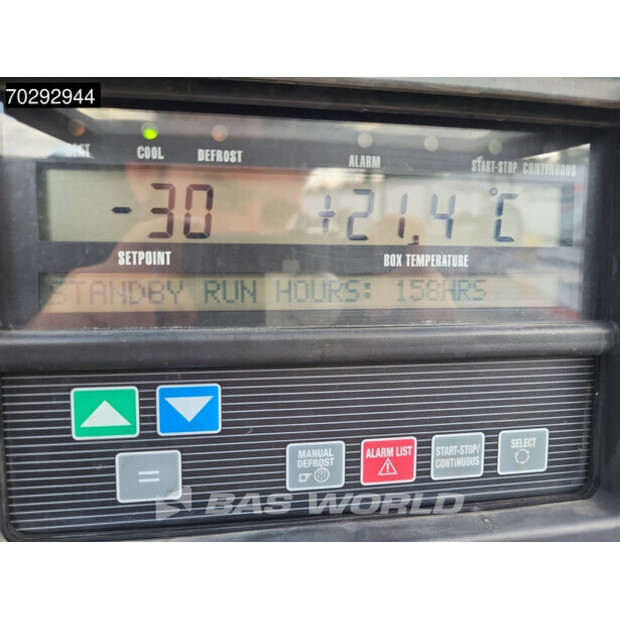 70292944
HEAT COOL DEFROST ALARM START-STOP CONTINUOUS
-30 +21.4 °C
SETPOINT BOX TEMPERATURE
STANDBY RUN HOURS: 158HRS
MANUAL
DEFROST
ALARM LIST
START-STOP/
CONTINUOUS
SELECT
=
BAS WORLD